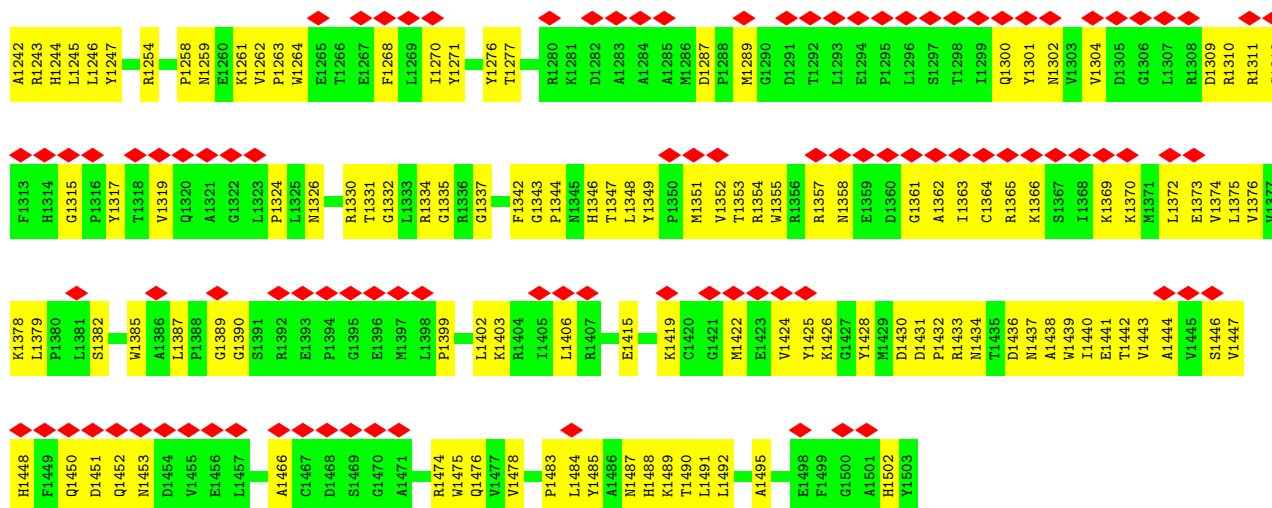 A1242 R1243 H1244 L1245 L1246 Y1247 R1254 P1258 N1259 E1260 K1261 V1262 P1263 W1264 E1265 T1266 E1267 F1268 L1269 I1270 Y1271 Y1276 T1277 R1280 K1281 D1282 A1283 A1284 A1285 M1286 D1287 P1288 M1289 G1290 D1291 T1292 L1293 E1294 P1295 L1296 S1297 T1298 I1299 Q1300 Y1301 N1302 V1303 V1304 D1305 G1306 L1307 R1308 D1309 R1310 R1311
F1313 H1314 G1315 P1316 Y1317 T1318 V1319 Q1320 A1321 G1322 L1323 P1324 L1325 N1326 R1330 T1331 G1332 L1333 R1334 G1335 R1336 G1337 F1342 G1343 P1344 N1345 H1346 T1347 L1348 Y1349 P1350 M1351 V1352 T1353 R1354 W1355 R1356 R1357 N1358 E1359 D1360 G1361 A1362 I1363 C1364 R1365 K1366 S1367 I1368 K1369 K1370 M1371 L1372 E1373 V1374 L1375 V1376 V1377
K1378 L1379 P1380 L1381 S1382 W1385 A1386 L1387 P1388 G1389 G1390 S1391 R1392 E1393 P1394 G1395 E1396 M1397 L1398 P1399 L1402 K1403 R1404 I1405 L1406 R1407 E1415 K1419 C1420 G1421 M1422 E1423 V1424 Y1425 K1426 G1427 Y1428 M1429 D1430 D1431 P1432 R1433 N1434 T1435 D1436 N1437 A1438 W1439 I1440 E1441 T1442 V1443 A1444 V1445 S1446 V1447
H1448 F1449 Q1450 D1451 Q1452 N1453 D1454 V1455 E1456 L1457 A1466 C1467 D1468 S1469 G1470 A1471 R1474 W1475 Q1476 V1477 V1478 P1483 L1484 Y1485 A1486 N1487 H1488 K1489 T1490 L1491 L1492 A1495 E1498 F1499 G1500 A1501 H1502 Y1503